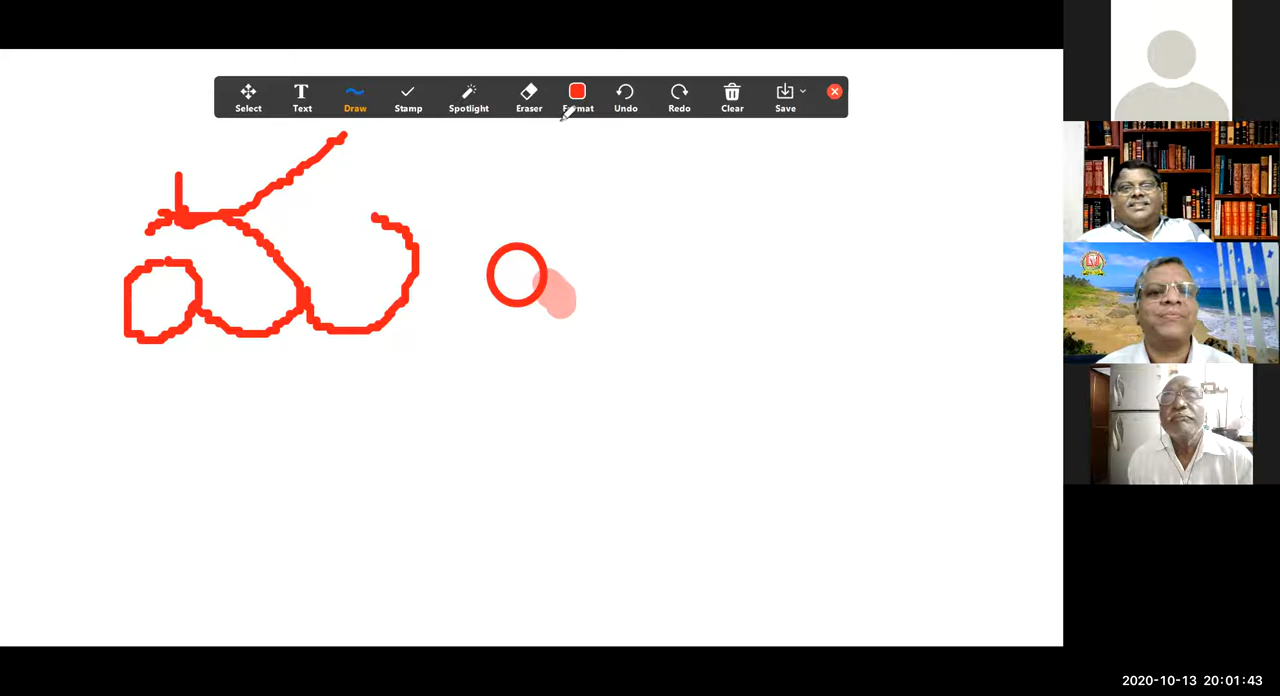 Select Text Draw Stamp Spotlight Eraser Format Undo Redo Clear Save
మం
2020-10-13 20:01:43